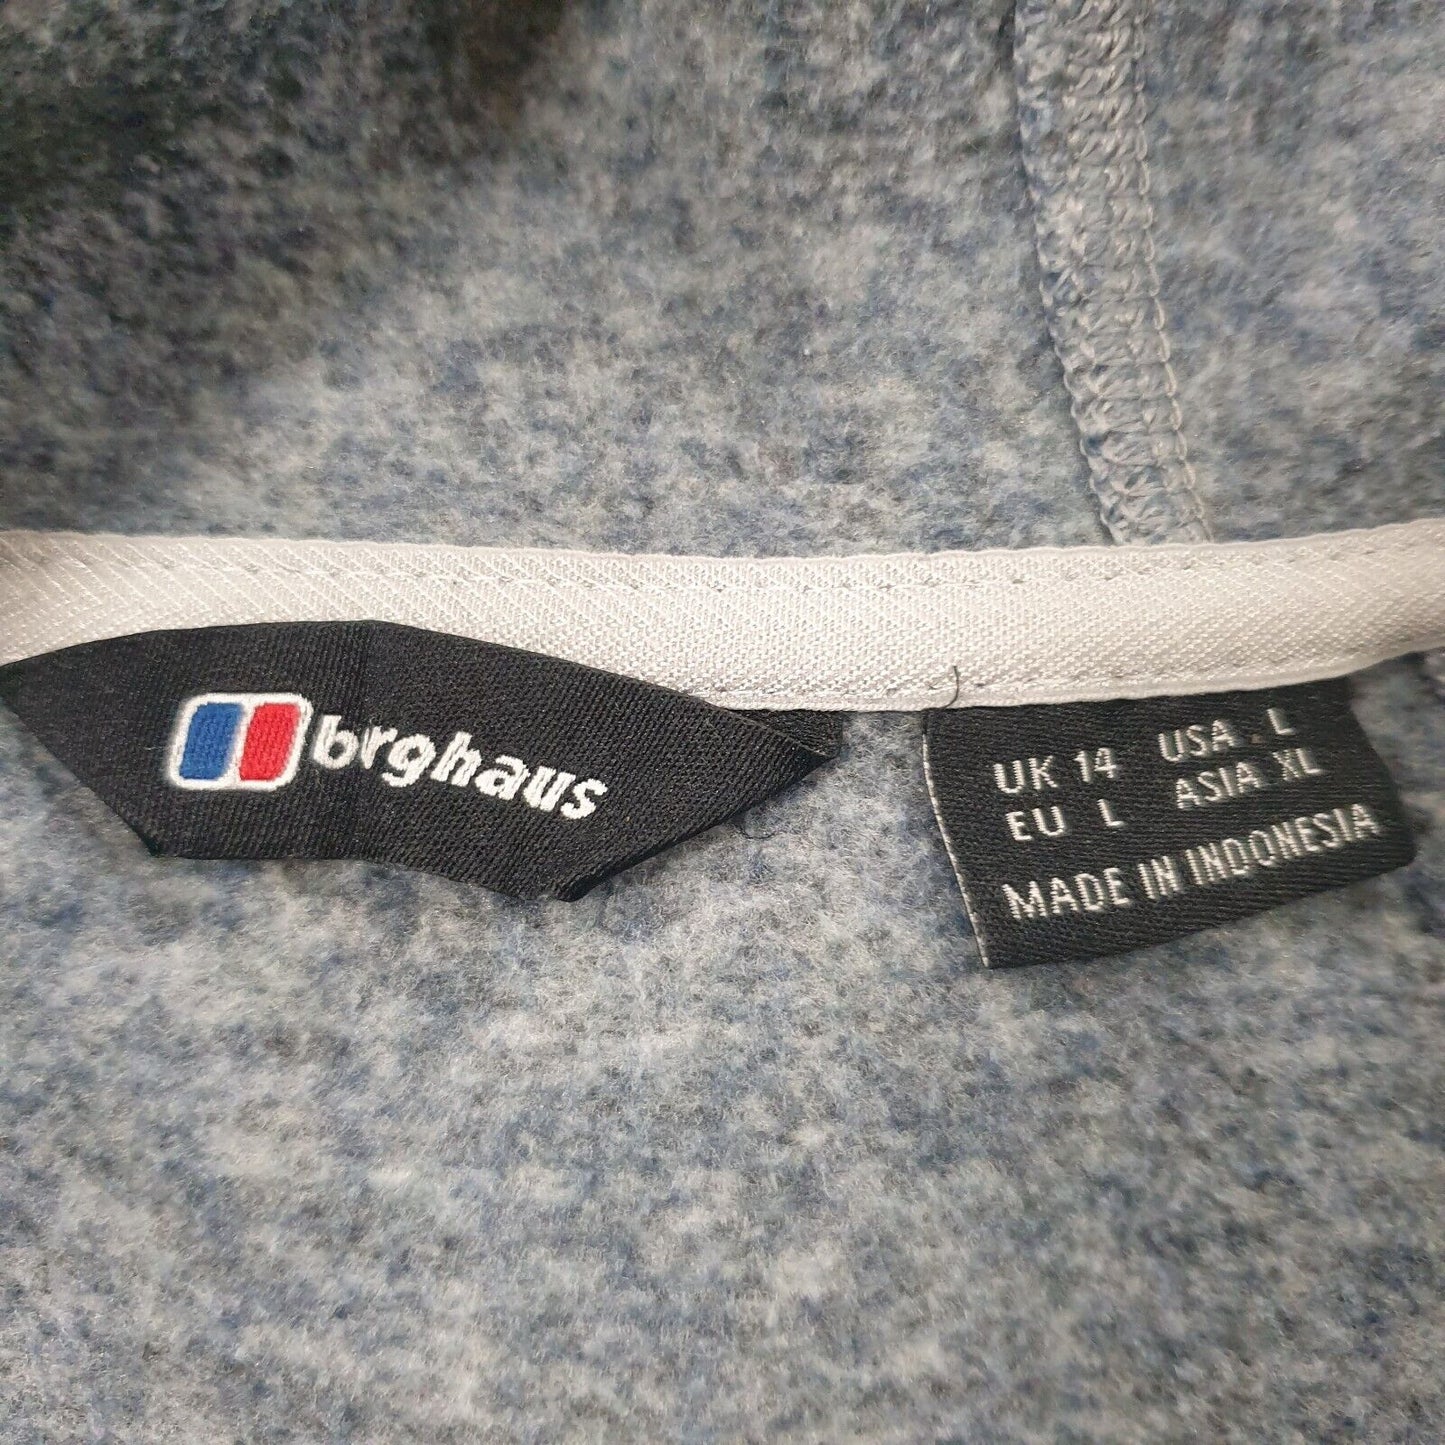 brghaus
UK 14 USA . L
EU L ASIA XL
MADE IN INDONESIA